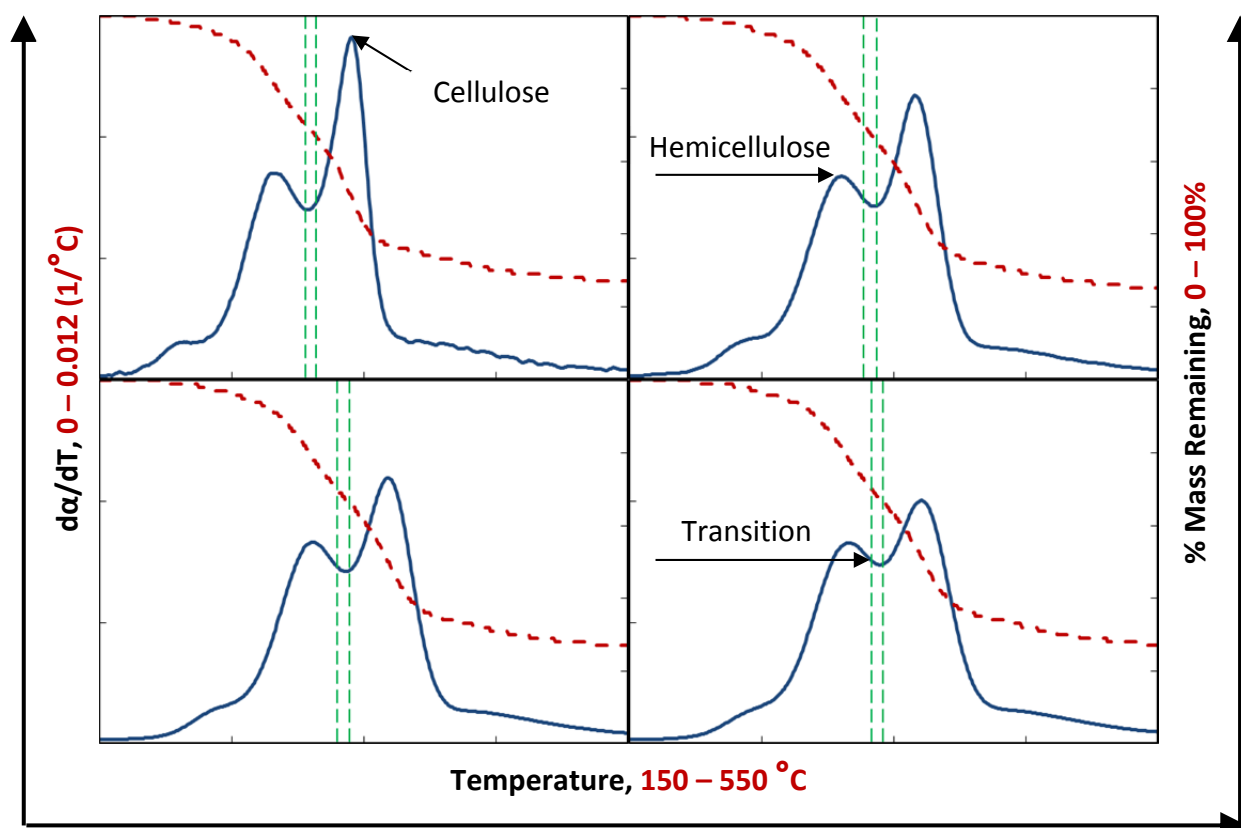 Cellulose
Hemicellulose
Transition
dα/dT, 0 – 0.012 (1/°C)
% Mass Remaining, 0 – 100%
Temperature, 150 – 550 °C